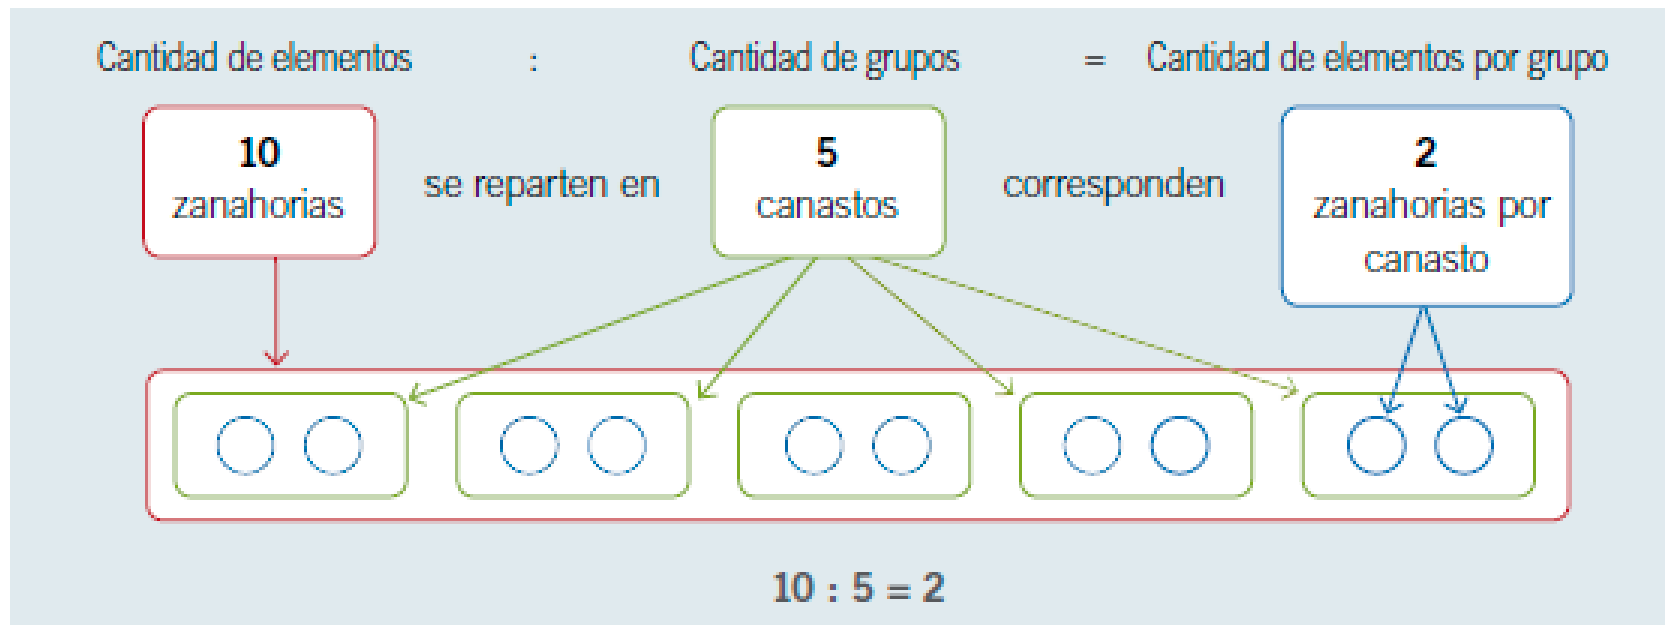 Cantidad de elementos : Cantidad de grupos = Cantidad de elementos por grupo
10
zanahorias
se reparten en
5
canastos
corresponden
2
zanahorias por
canasto
10 : 5 = 2